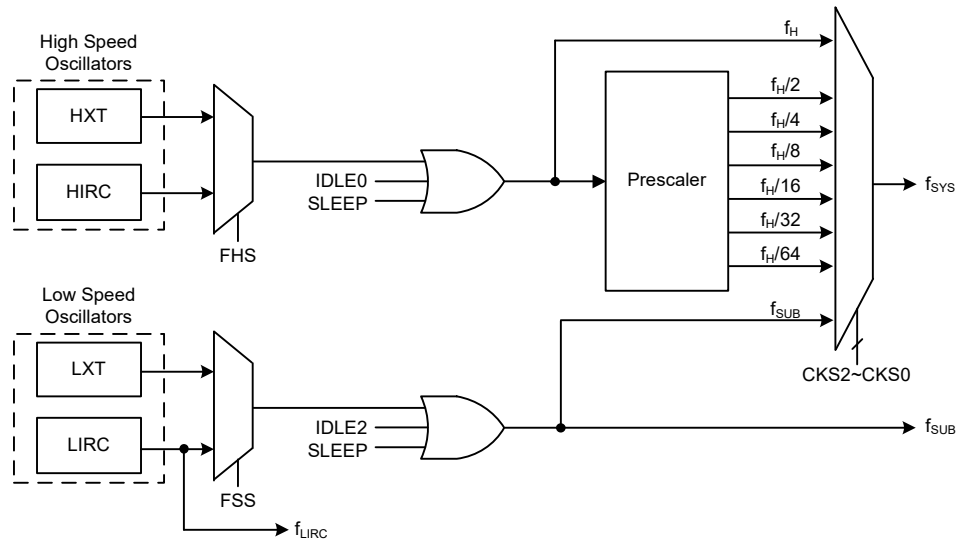 High Speed
Oscillators
HXT
HIRC
FHS
IDLE0
SLEEP
Prescaler
fH
fH/2
fH/4
fH/8
fH/16
fH/32
fH/64
fSUB
CKS2~CKS0
fSYS
Low Speed
Oscillators
LXT
LIRC
FSS
fLIRC
IDLE2
SLEEP
fSUB